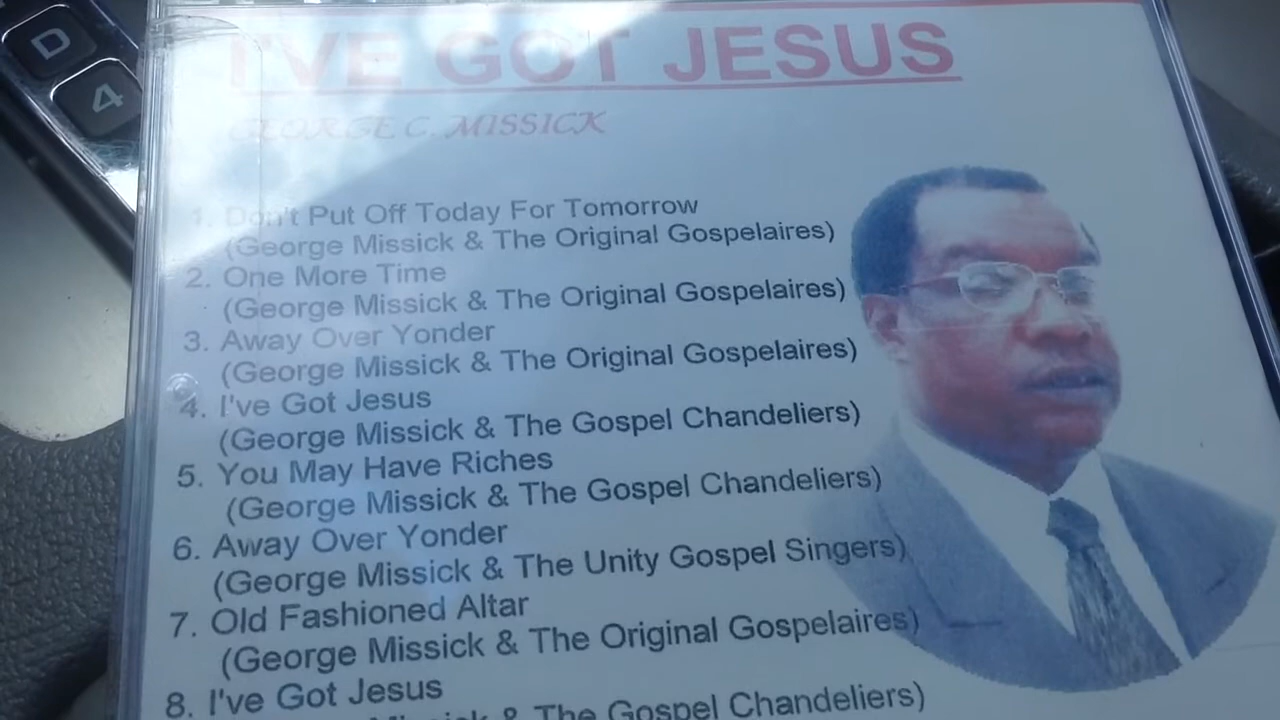 D
4
I'VE GOT JESUS
GEORGE C. MISSICK
1. Don't Put Off Today For Tomorrow
(George Missick & The Original Gospelaires)
2. One More Time
(George Missick & The Original Gospelaires)
3. Away Over Yonder
(George Missick & The Original Gospelaires)
4. I've Got Jesus
(George Missick & The Gospel Chandeliers)
5. You May Have Riches
(George Missick & The Gospel Chandeliers)
6. Away Over Yonder
(George Missick & The Unity Gospel Singers)
7. Old Fashioned Altar
(George Missick & The Original Gospelaires)
8. I've Got Jesus
Missick & The Gospel Chandeliers)